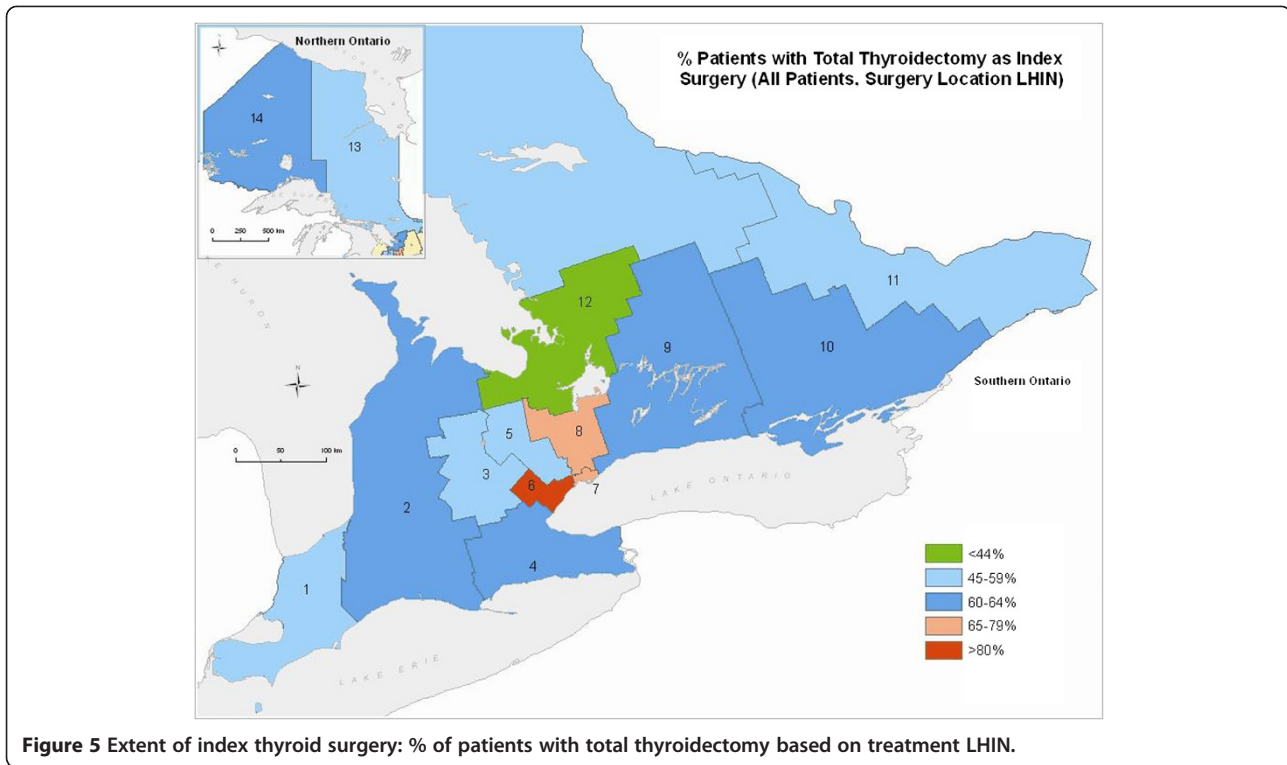 Northern Ontario
% Patients with Total Thyroidectomy as Index
Surgery (All Patients. Surgery Location LHIN)
14
13
0 250 500 km
12
11
HURON
9
10
N
Southern Ontario
0 50 100 km
5
8
3
6
7
LAKE ONTARIO
2
4
1
LAKE ERIE
<44%
45-59%
60-64%
65-79%
>80%
Figure 5 Extent of index thyroid surgery: % of patients with total thyroidectomy based on treatment LHIN.